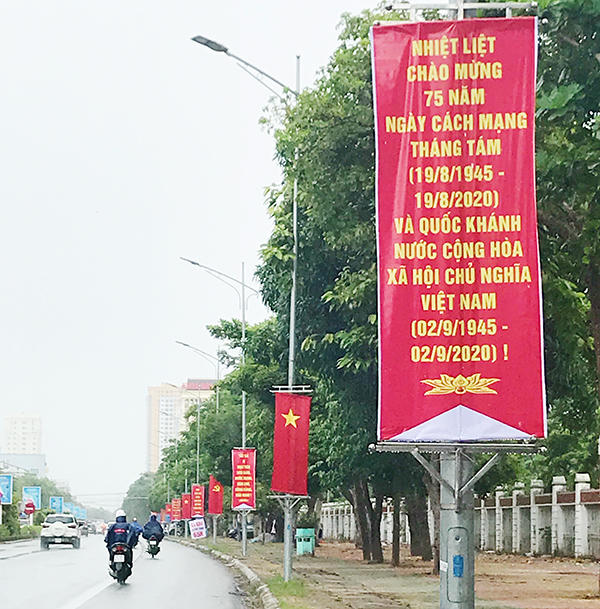 NHIỆT LIỆT
CHÀO MỪNG
75 NĂM
NGÀY CÁCH MẠNG
THÁNG TÁM
(19/8/1945 -
19/8/2020)
VÀ QUỐC KHÁNH
NƯỚC CỘNG HÒA
XÃ HỘI CHỦ NGHĨA
VIỆT NAM
(02/9/1945 -
02/9/2020) !